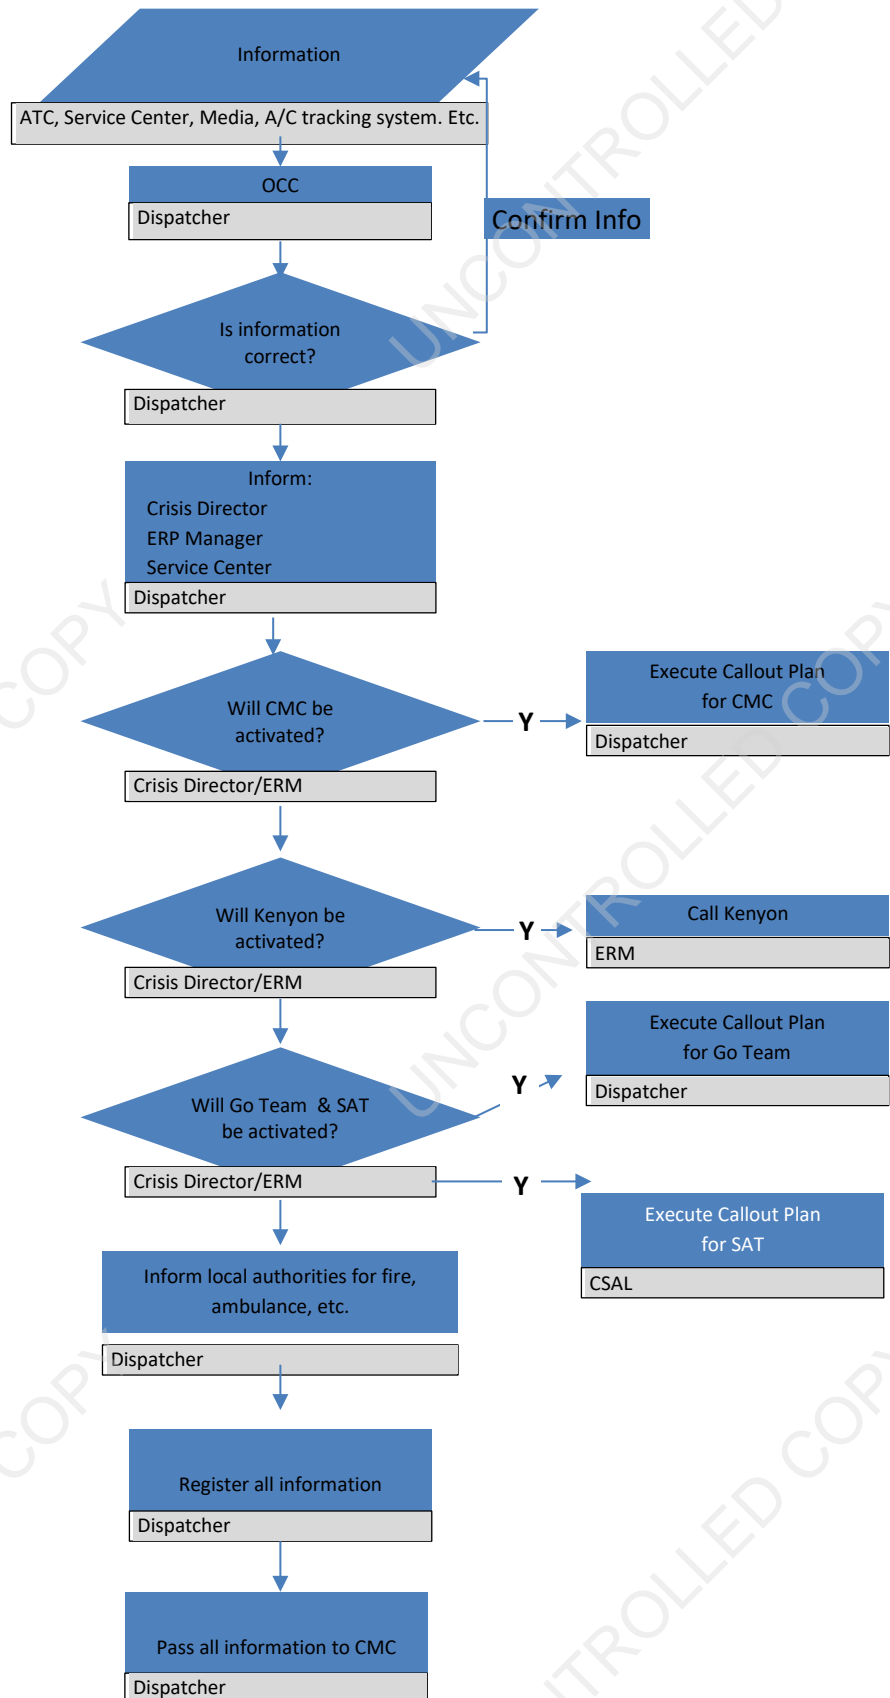 Information
ATC, Service Center, Media, A/C tracking system. Etc.
OCC
Dispatcher
Confirm Info
Is information
correct?
Dispatcher
Inform:
Crisis Director
ERP Manager
Service Center
Dispatcher
Will CMC be
activated?
Crisis Director/ERM
Y
Execute Callout Plan
for CMC
Dispatcher
Will Kenyon be
activated?
Crisis Director/ERM
Y
Call Kenyon
ERM
Will Go Team & SAT
be activated?
Crisis Director/ERM
Y
Execute Callout Plan
for Go Team
Dispatcher
Y
Execute Callout Plan
for SAT
CSAL
Inform local authorities for fire,
ambulance, etc.
Dispatcher
Register all information
Dispatcher
Pass all information to CMC
Dispatcher
UNCONTROLLED
COPY
UNCONTROLLED COPY
COPY
NTROLLED COPY